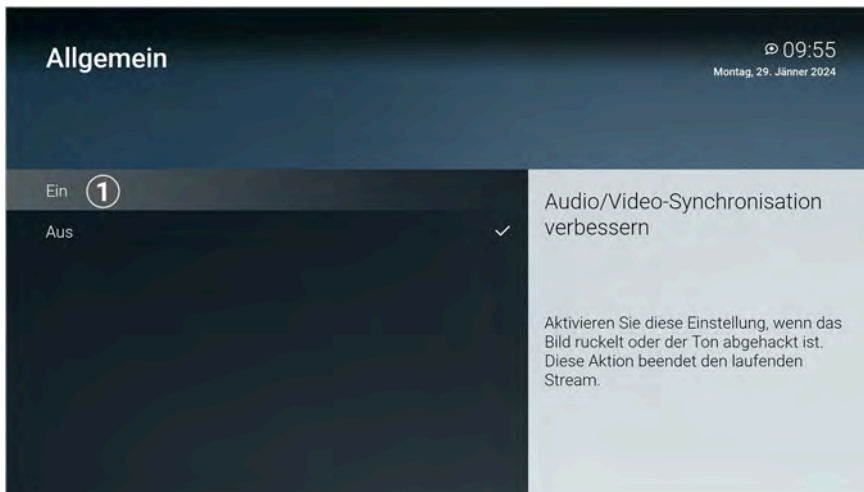 Allgemein
09:55
Montag, 29. Jänner 2024
Ein 1
Aus
Audio/Video-Synchronisation
verbessern
Aktivieren Sie diese Einstellung, wenn das
Bild ruckelt oder der Ton abgehackt ist.
Diese Aktion beendet den laufenden
Stream.